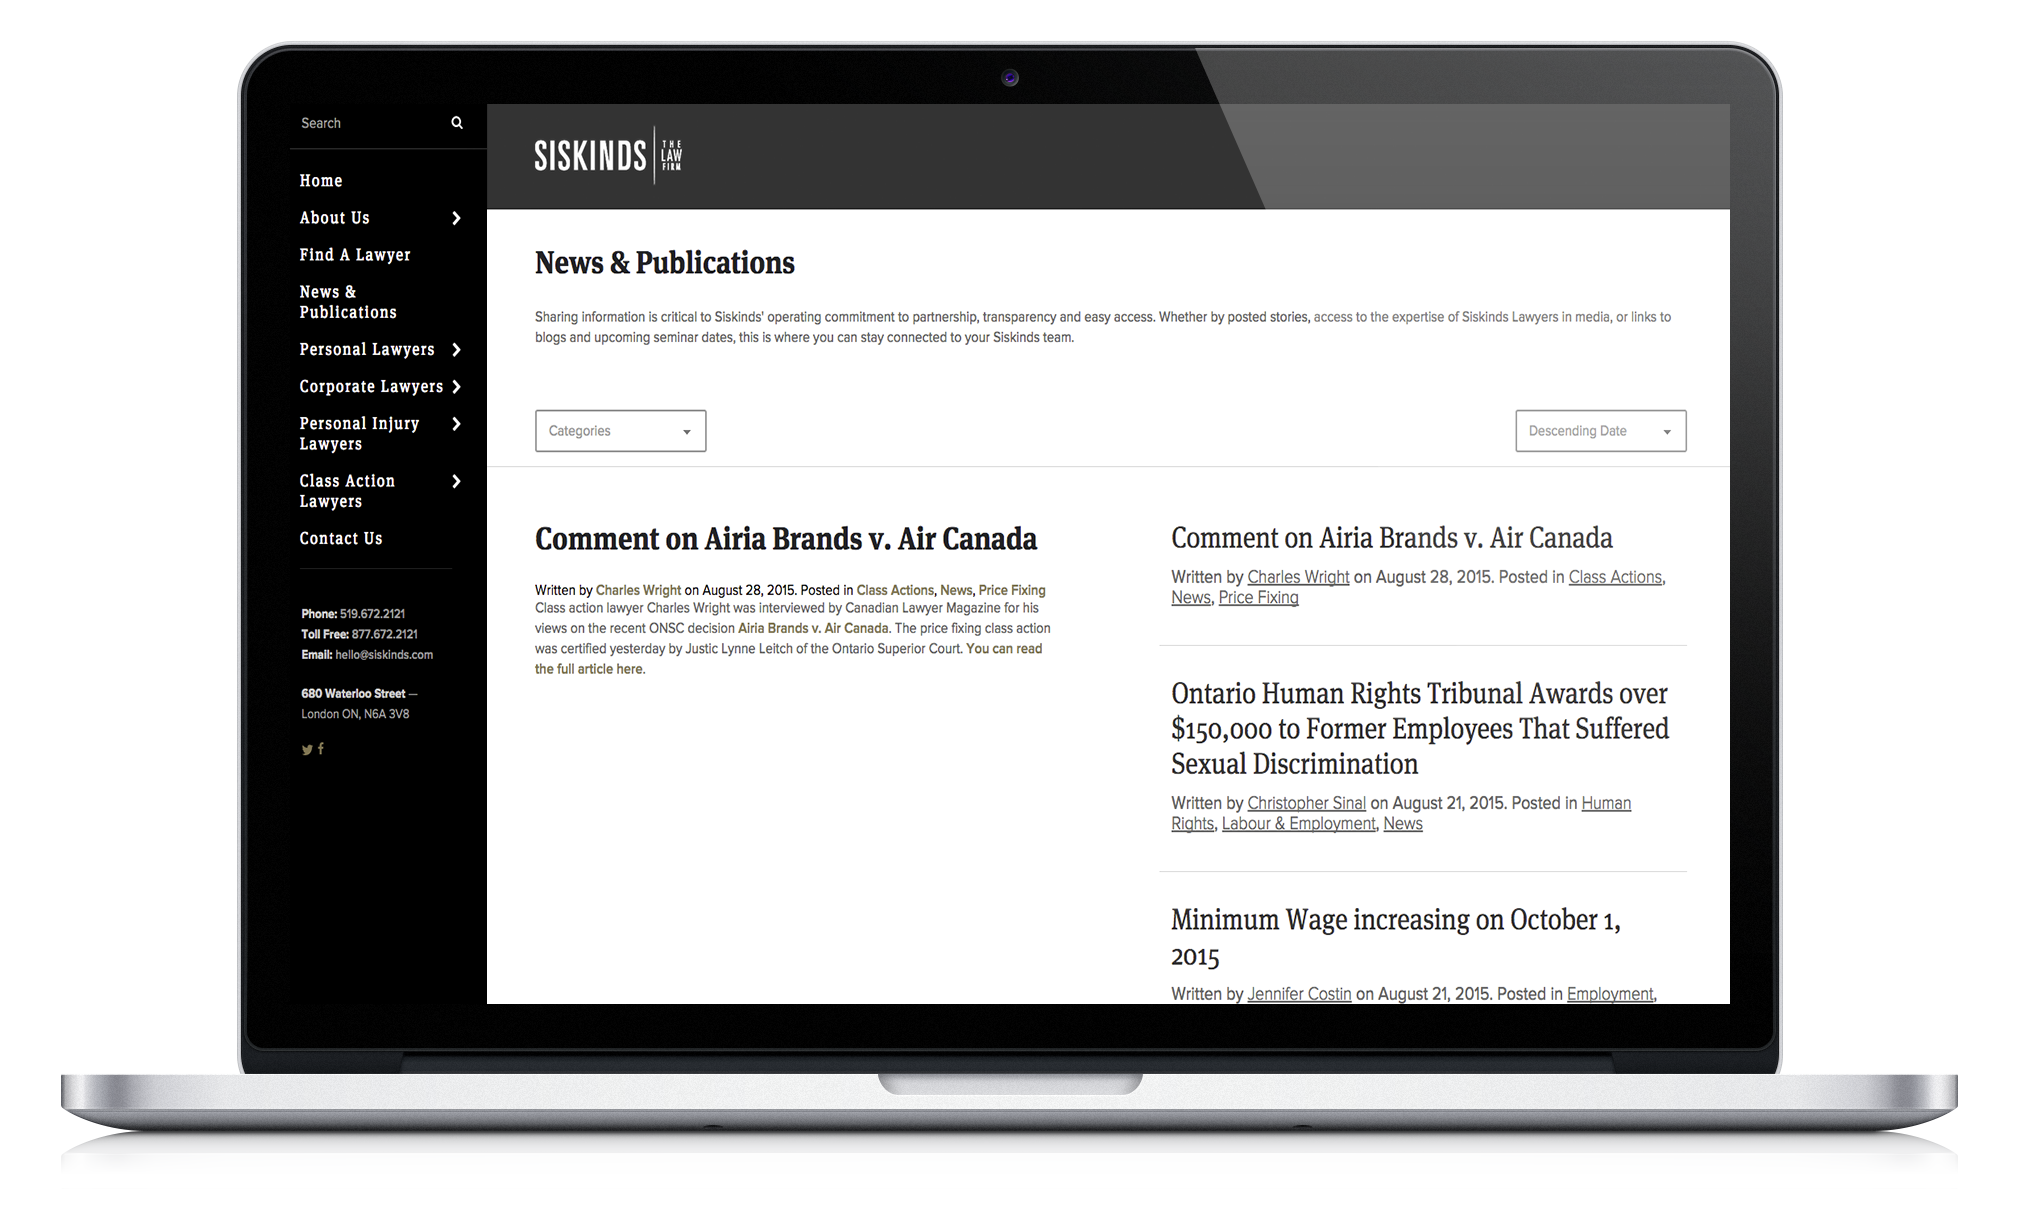 Search
Home
About Us
Find A Lawyer
News &
Publications
Personal Lawyers
Corporate Lawyers
Personal Injury
Lawyers
Class Action
Lawyers
Contact Us
Phone: 519.672.2121
Toll Free: 877.672.2121
Email: hello@siskinds.com
680 Waterloo Street —
London ON, N6A 3V8
SISKINDS THE LAW FIRM
News & Publications
Sharing information is critical to Siskinds' operating commitment to partnership, transparency and easy access. Whether by posted stories, access to the expertise of Siskinds Lawyers in media, or links to
blogs and upcoming seminar dates, this is where you can stay connected to your Siskinds team.
Categories
Descending Date
Comment on Airia Brands v. Air Canada
Written by Charles Wright on August 28, 2015. Posted in Class Actions, News, Price Fixing
Class action lawyer Charles Wright was interviewed by Canadian Lawyer Magazine for his
views on the recent ONSC decision Airia Brands v. Air Canada. The price fixing class action
was certified yesterday by Justic Lynne Leitch of the Ontario Superior Court. You can read
the full article here.
Comment on Airia Brands v. Air Canada
Written by Charles Wright on August 28, 2015. Posted in Class Actions,
News, Price Fixing
Ontario Human Rights Tribunal Awards over
$150,000 to Former Employees That Suffered
Sexual Discrimination
Written by Christopher Sinal on August 21, 2015. Posted in Human
Rights, Labour & Employment, News
Minimum Wage increasing on October 1,
2015
Written by Jennifer Costin on August 21, 2015. Posted in Employment,